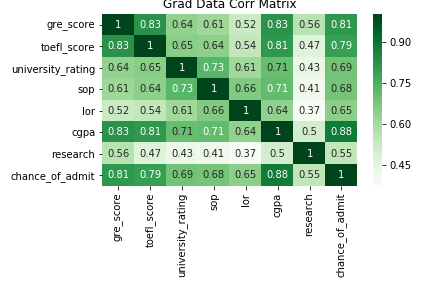 Grad Data Corr Matrix
gre_score 1 0.83 0.64 0.61 0.52 0.83 0.56 0.81
toefl_score 0.83 1 0.65 0.64 0.54 0.81 0.47 0.79
university_rating 0.64 0.65 1 0.73 0.61 0.71 0.43 0.69
sop 0.61 0.64 0.73 1 0.66 0.71 0.41 0.68
lor 0.52 0.54 0.61 0.66 1 0.64 0.37 0.65
cgpa 0.83 0.81 0.71 0.71 0.64 1 0.5 0.88
research 0.56 0.47 0.43 0.41 0.37 0.5 1 0.55
chance_of_admit 0.81 0.79 0.69 0.68 0.65 0.88 0.55 1
gre_score toefl_score university_rating sop lor cgpa research chance_of_admit
0.90
0.75
0.60
0.45